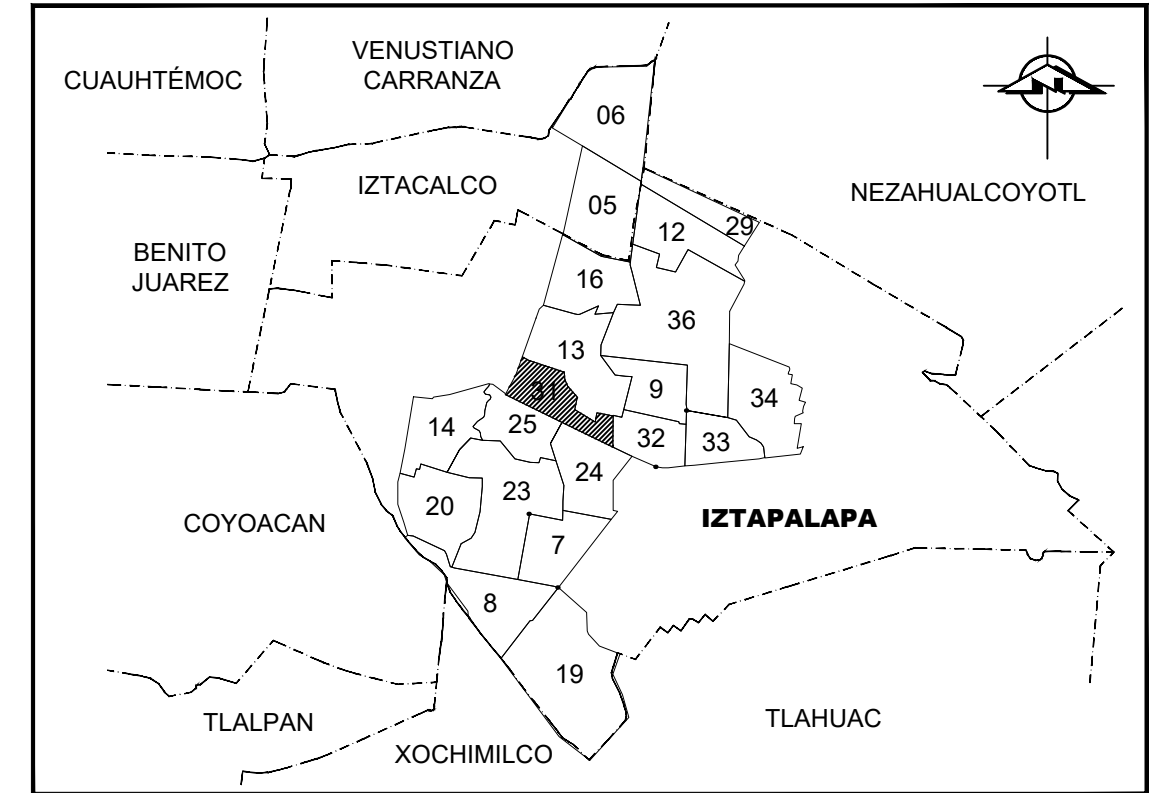 VENUSTIANO
CARRANZA
CUAUHTÉMOC
06
IZTACALCO
NEZAHUALCOYOTL
05
29
12
BENITO
JUAREZ
16
36
13
31
9
34
14
25
32
33
24
20
23
COYOACAN
IZTAPALAPA
7
8
19
TLALPAN
TLAHUAC
XOCHIMILCO